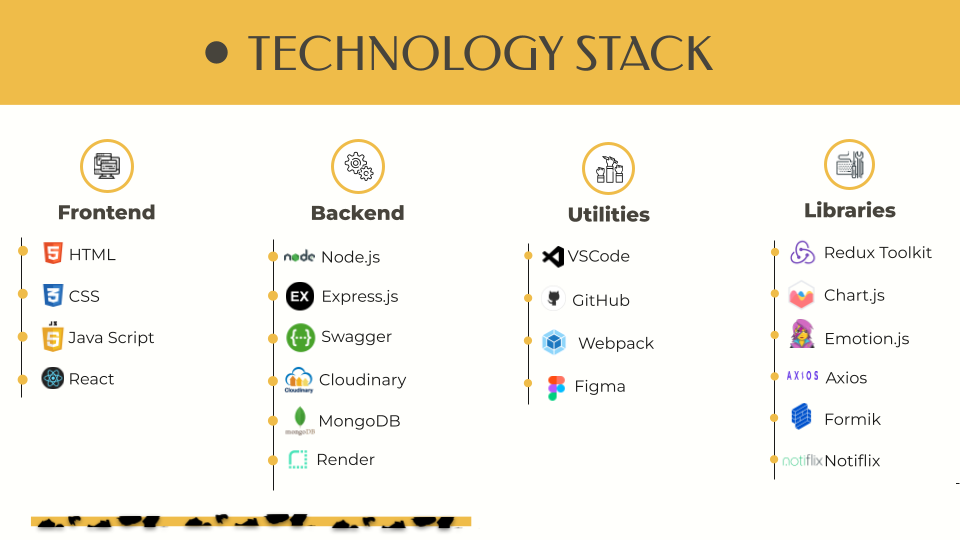 • TECHNOLOGY STACK
Frontend
HTML
CSS
JS
Java Script
React
Backend
node
Node.js
EX
Express.js
Swagger
Cloudinary
Cloudinary
mongoDB
MongoDB
Render
Utilities
VSCode
GitHub
Webpack
Figma
Libraries
Redux Toolkit
Chart.js
Emotion.js
AXIOS
Axios
Formik
notiflix
Notiflix